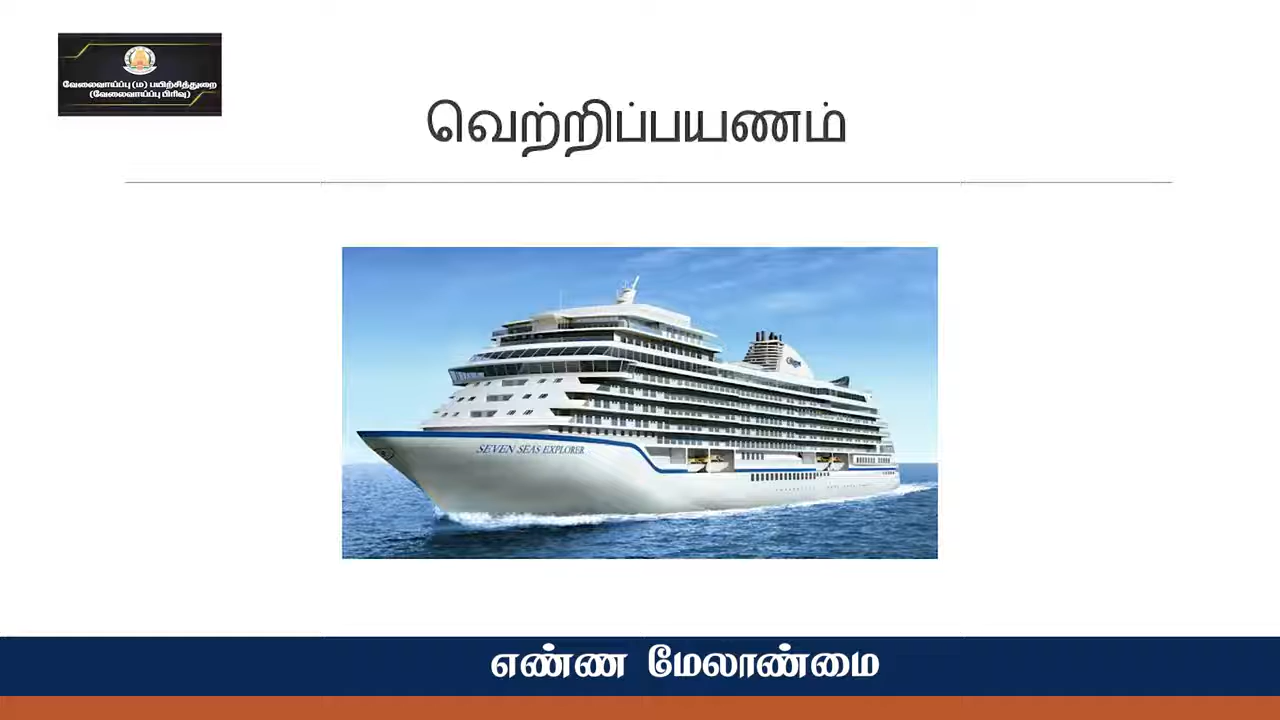 வேலைவாய்ப்பு (ம) பயிற்சித்துறை
(வேலைவாய்ப்பு பிரிவு)
வெற்றிப்பயணம்
SEVEN SEAS EXPLORER
எண்ண மேலாண்மை